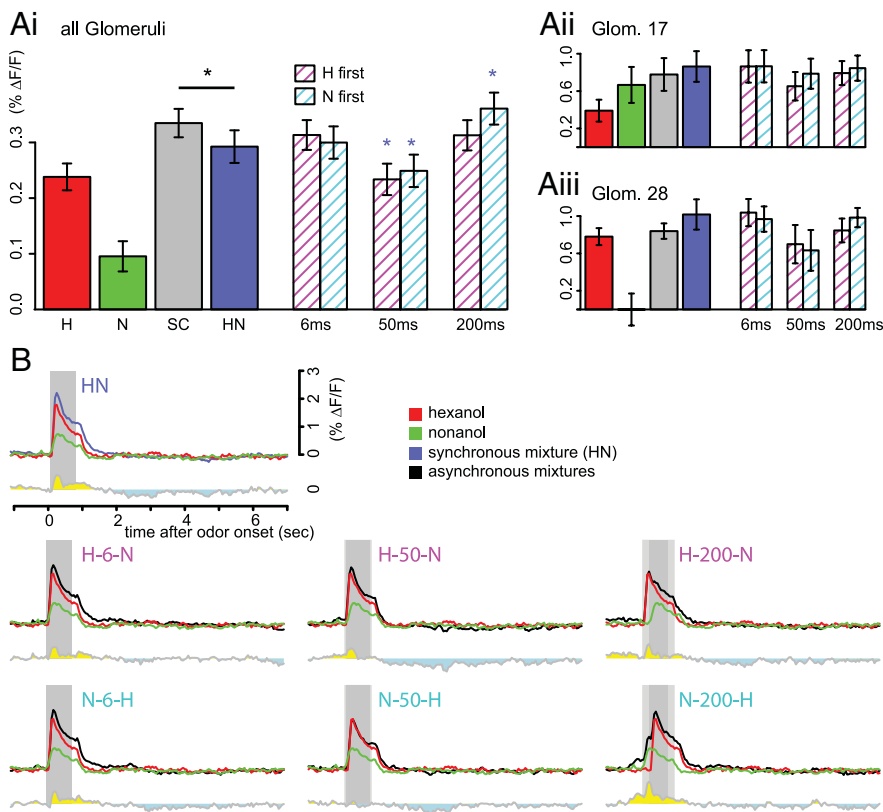 Ai all Glomeruli
(% ΔF/F)
0.3
0.2
0.1
0.0
*
H first
N first
* * *
H N SC HN 6ms 50ms 200ms
Aii Glom. 17
1.0
0.6
0.2
Aiii Glom. 28
1.0
0.6
0.2
6ms 50ms 200ms
B
HN
3
2
1
0
(% ΔF/F)
0
0 2 4 6
time after odor onset (sec)
hexanol
nonanol
synchronous mixture (HN)
asynchronous mixtures
H-6-N H-50-N H-200-N
N-6-H N-50-H N-200-H